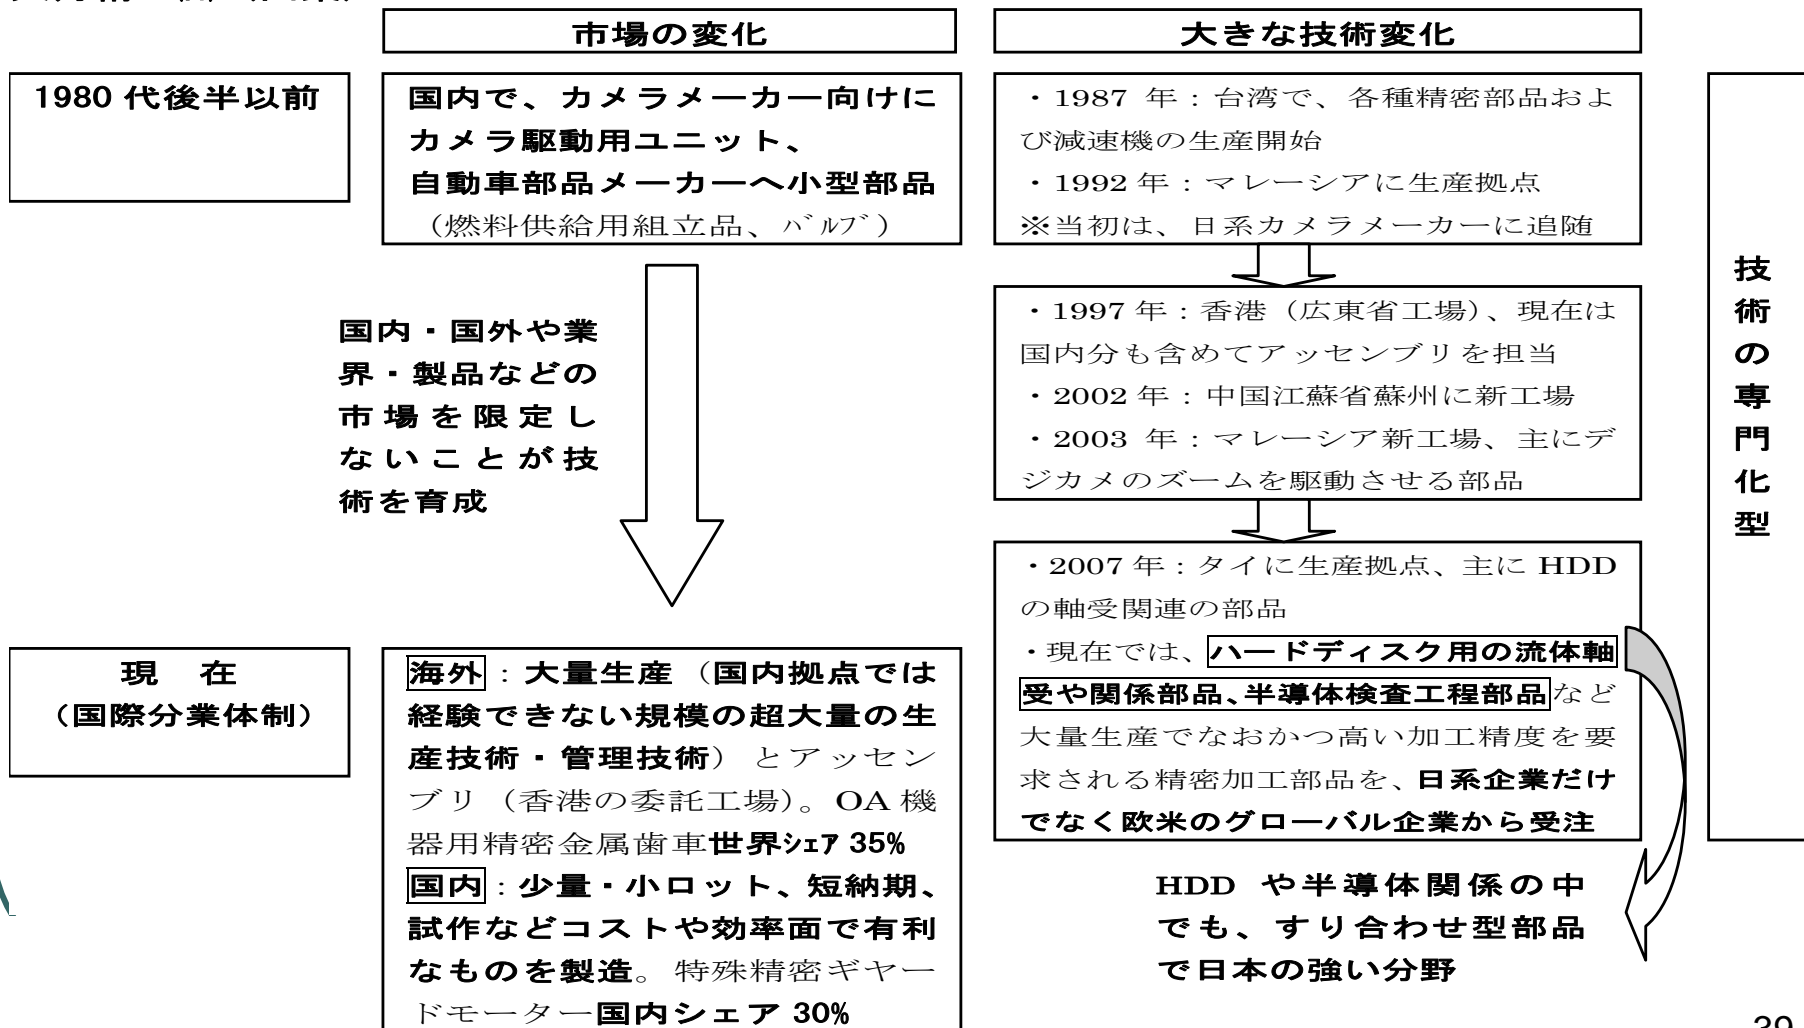 市場の変化
大きな技術変化
1980 代後半以前
国内で、カメラメーカー向けに
カメラ駆動用ユニット、
自動車部品メーカーへ小型部品
（燃料供給用組立品、ﾊﾞﾙﾌﾞ）
・1987 年：台湾で、各種精密部品およ
び減速機の生産開始
・1992 年：マレーシアに生産拠点
※当初は、日系カメラメーカーに追随
国内・国外や業
界・製品などの
市場を限定し
ないことが技
術を育成
・1997 年：香港（広東省工場）、現在は
国内分も含めてアッセンブリを担当
・2002 年：中国江蘇省蘇州に新工場
・2003 年：マレーシア新工場、主にデ
ジカメのズームを駆動させる部品
・2007 年：タイに生産拠点、主に HDD
の軸受関連の部品
・現在では、ハードディスク用の流体軸
受や関係部品、半導体検査工程部品など
大量生産でなおかつ高い加工精度を要
求される精密加工部品を、日系企業だけ
でなく欧米のグローバル企業から受注
技術の専門化型
現　在
（国際分業体制）
海外：大量生産（国内拠点では
経験できない規模の超大量の生
産技術・管理技術）とアッセン
ブリ（香港の委託工場）。OA 機
器用精密金属歯車世界ｼｪｱ 35%
国内：少量・小ロット、短納期、
試作などコストや効率面で有利
なものを製造。特殊精密ギヤー
ドモーター国内シェア 30%
HDD や半導体関係の中
でも、すり合わせ型部品
で日本の強い分野